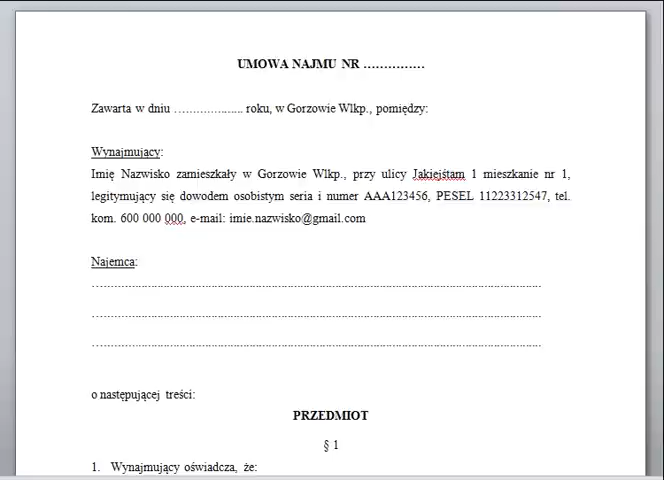 UMOWA NAJMU NR ……………
Zawarta w dniu …………….... roku, w Gorzowie Wlkp., pomiędzy:
Wynajmujący:
Imię Nazwisko zamieszkały w Gorzowie Wlkp., przy ulicy Jakiejśtam 1 mieszkanie nr 1,
legitymujący się dowodem osobistym seria i numer AAA123456, PESEL 11223312547, tel.
kom. 600 000 000, e-mail: imie.nazwisko@gmail.com
Najemca:
…………………………………………………………………………………………
…………………………………………………………………………………………
…………………………………………………………………………………………
o następującej treści:
PRZEDMIOT
§ 1
1. Wynajmujący oświadcza, że: